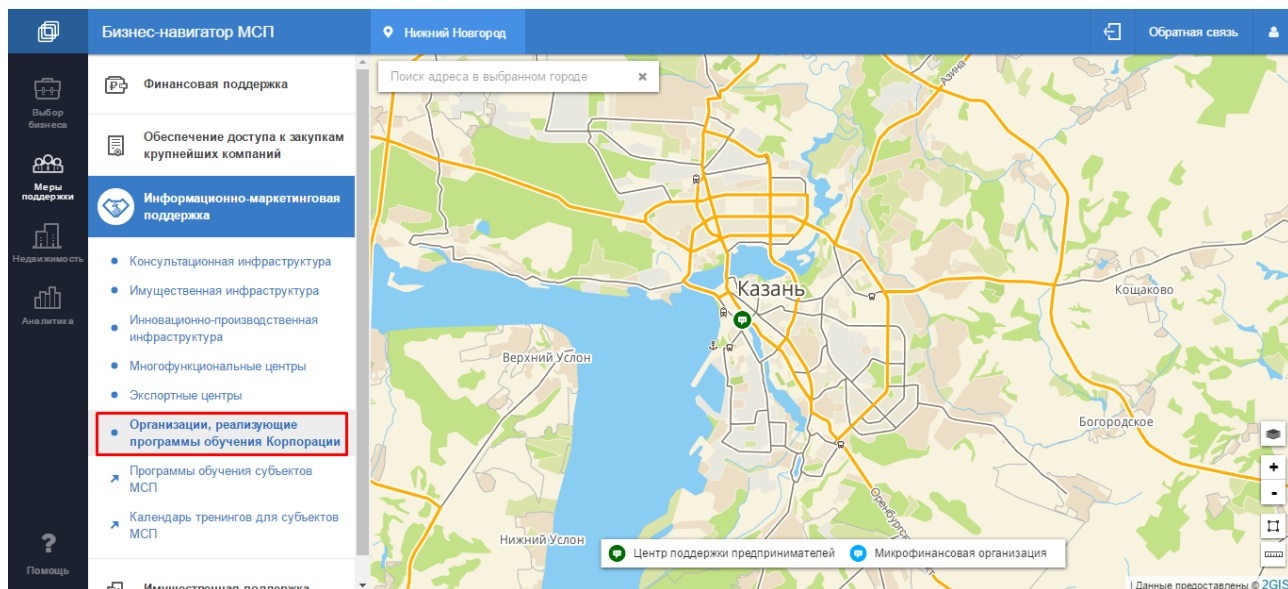 Бизнес-навигатор МСП
Нижний Новгород
Обратная связь
Выбор
бизнеса
Меры
поддержки
Недвижимость
Аналитика
?
Помощь
Финансовая поддержка
Обеспечение доступа к закупкам
крупнейших компаний
Информационно-маркетинговая
поддержка
Консультационная инфраструктура
Имущественная инфраструктура
Инновационно-производственная
инфраструктура
Многофункциональные центры
Экспортные центры
Организации, реализующие
программы обучения Корпорации
Программы обучения субъектов
МСП
Календарь тренингов для субъектов
МСП
Имущественная поддержка
Поиск адреса в выбранном городе
Азина
Казань
Кощаково
Верхний Услон
Богородское
Оренбургский
Нижний Услон
Центр поддержки предпринимателей
Микрофинансовая организация
+
-
Данные предоставлены © 2GIS